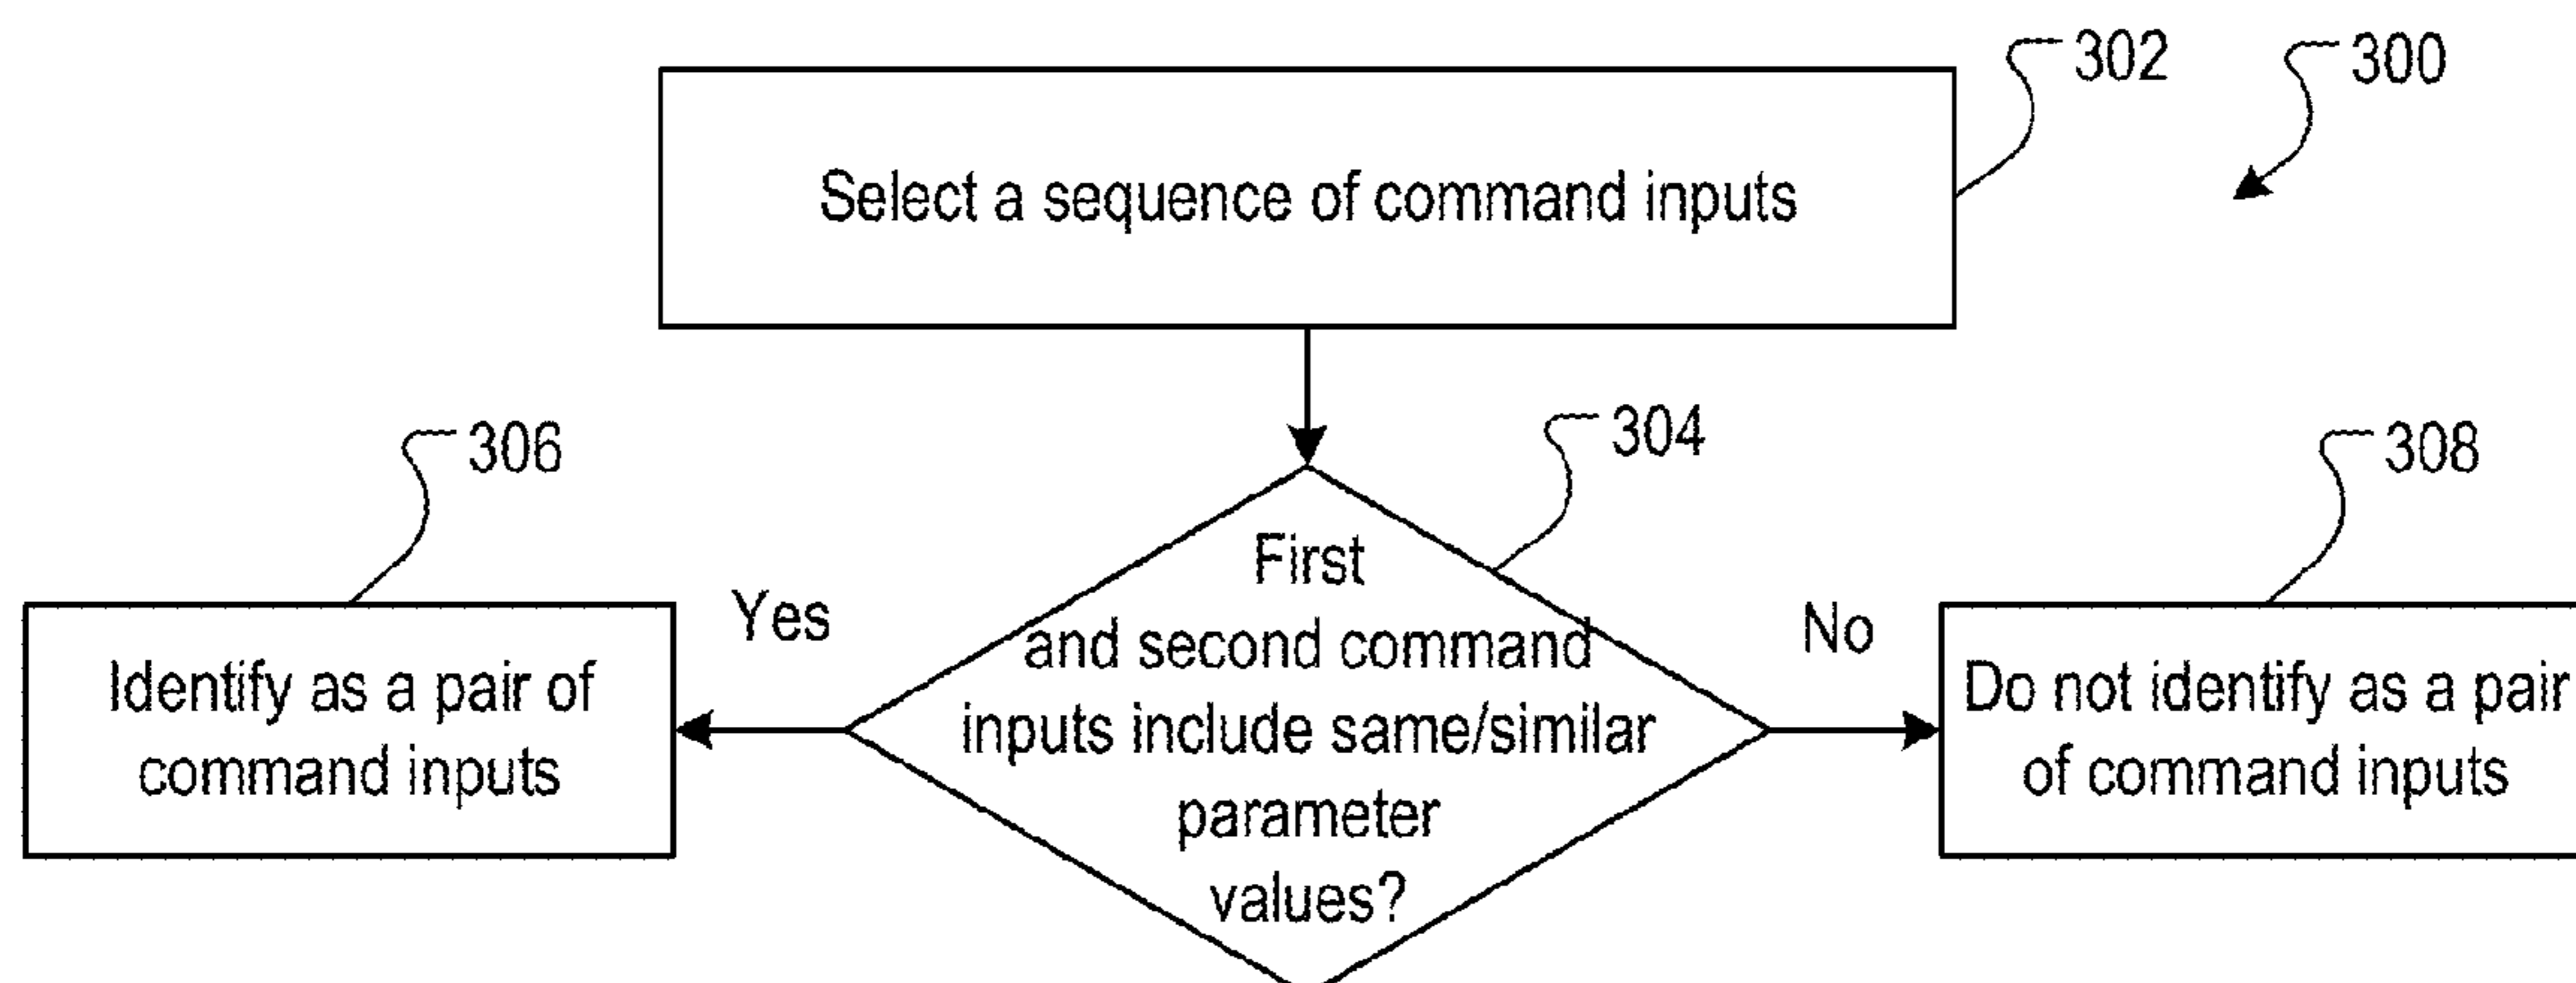 302
300
Select a sequence of command inputs
304
306
308
First
and second command
inputs include same/similar
parameter
values?
Yes
No
Identify as a pair of
command inputs
Do not identify as a pair
of command inputs